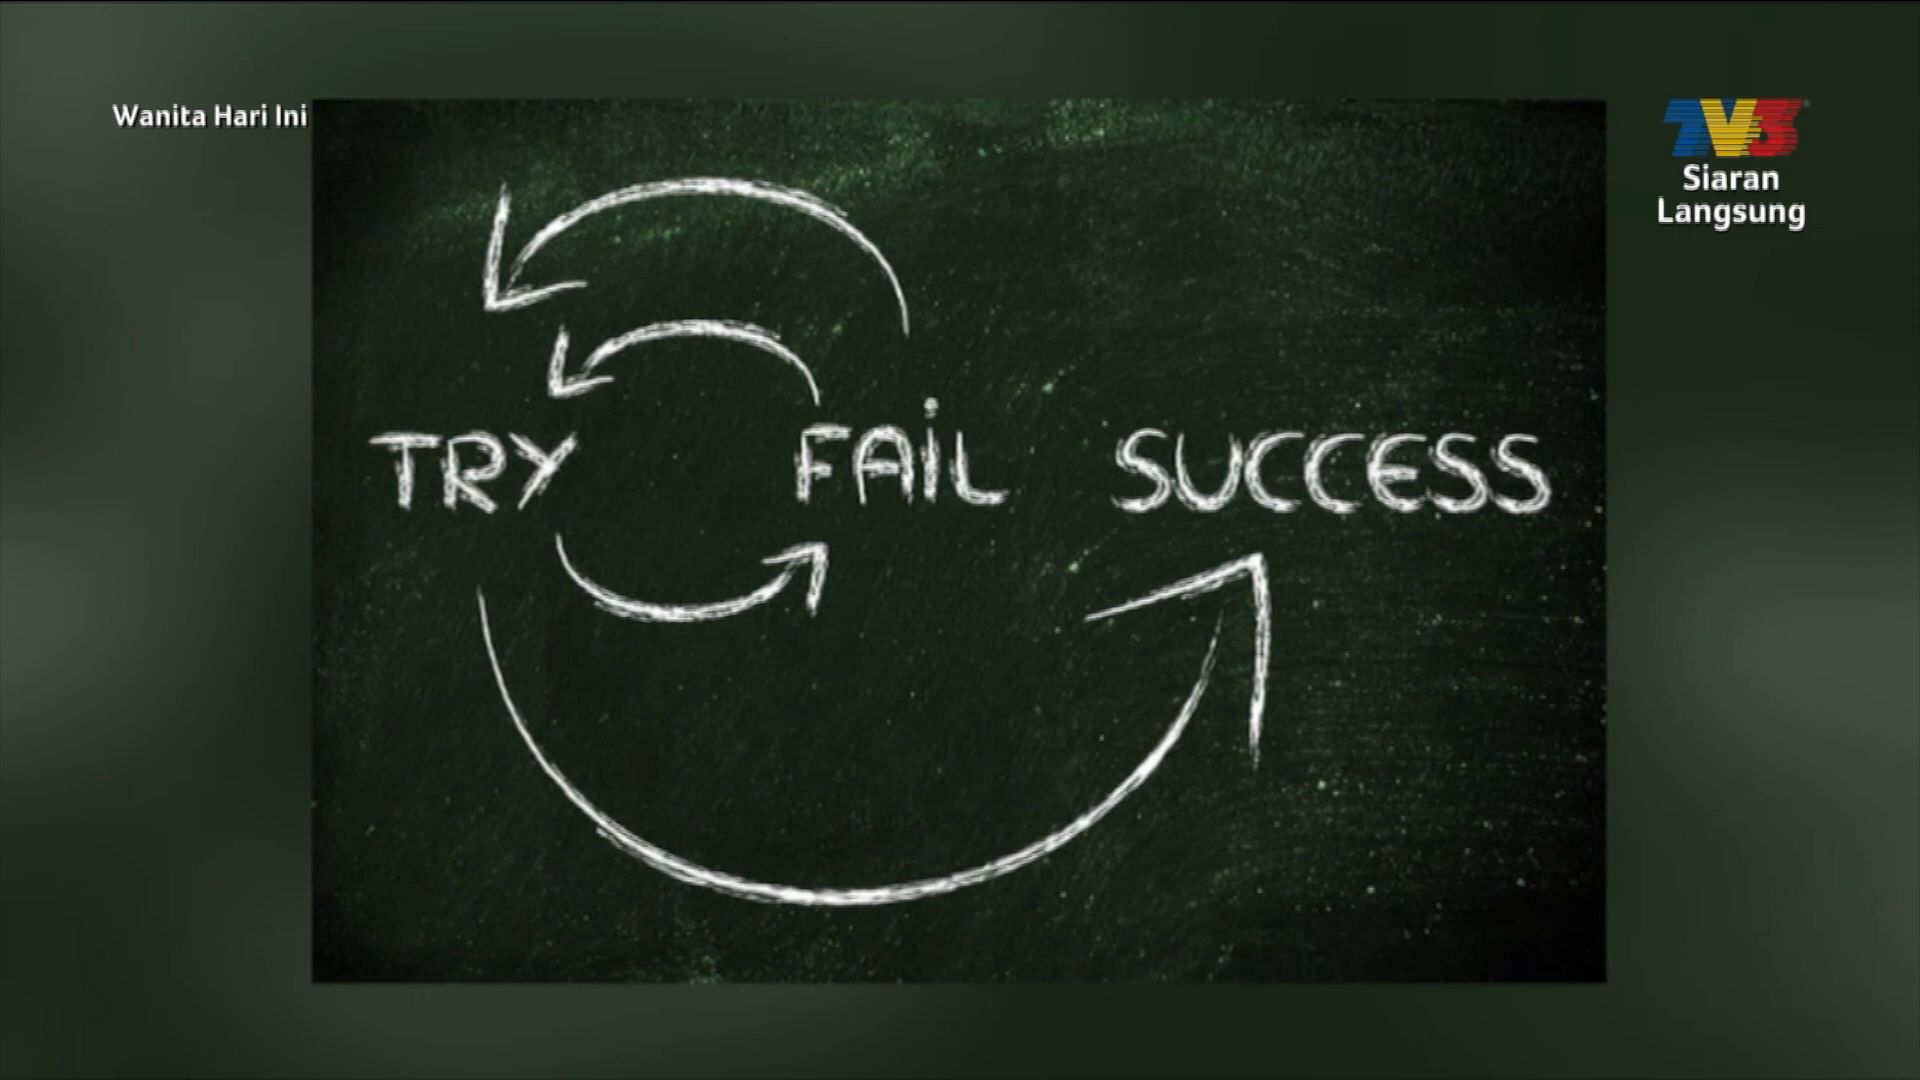 Wanita Hari Ini
TV3
Siaran
Langsung
TRY FAiL SUCCESS